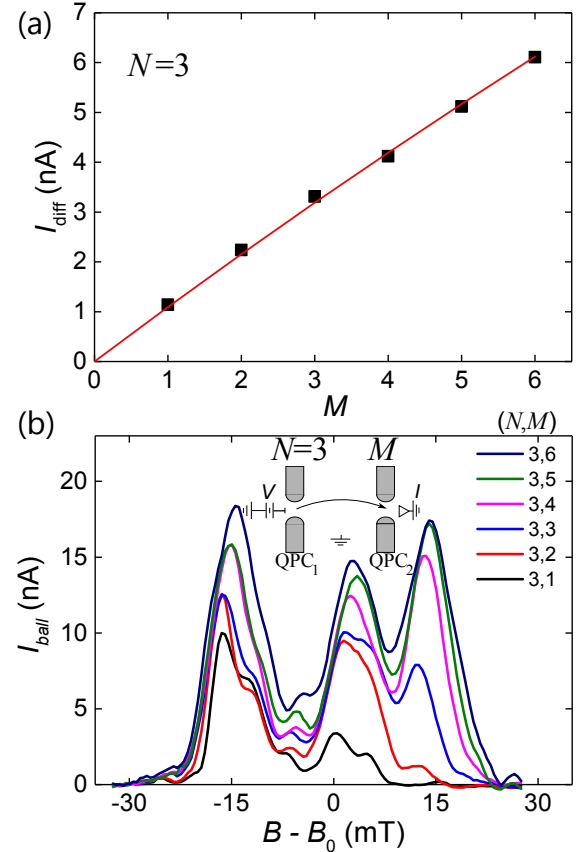 (a)
7
6
5
4
3
2
1
0
N=3
I_diff (nA)
0 1 2 3 4 5 6
M
(b)
(N,M)
20
15
10
5
0
I_ball (nA)
N=3 M
V I
QPC₁ QPC₂
3,6
3,5
3,4
3,3
3,2
3,1
-30 -15 0 15 30
B - B₀ (mT)